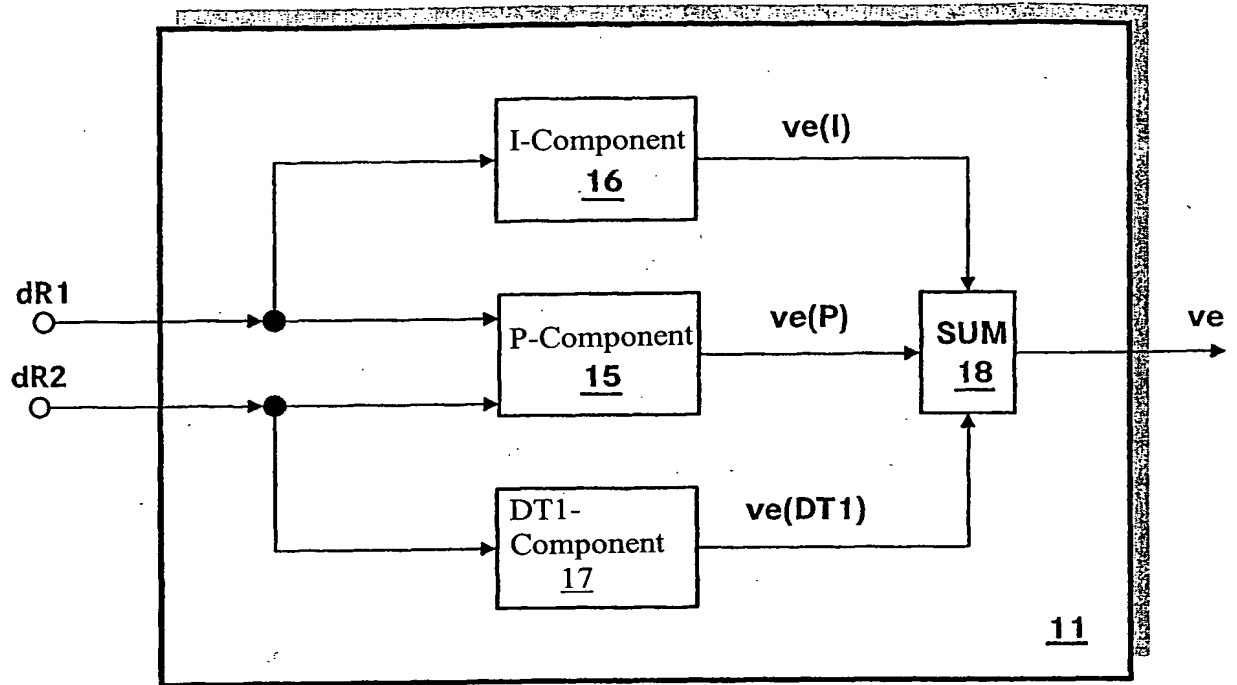 I-Component
16
ve(I)
dR1
P-Component
15
ve(P)
SUM
18
ve
dR2
DT1-
Component
17
ve(DT1)
11